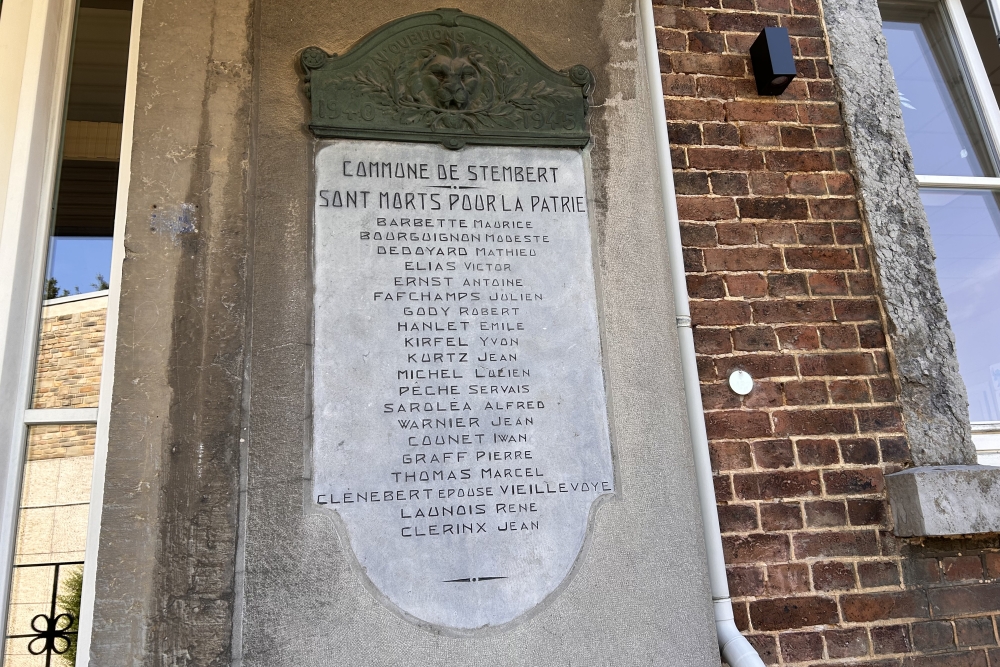 N'OUBLIONS JAMAIS
1940 1945
COMMUNE DE STEMBERT
SONT MORTS POUR LA PATRIE
BARBETTE MAURICE
BOURGUIGNON MODESTE
DEDOYARD MATHIEU
ELIAS VICTOR
ERNST ANTOINE
FAFCHAMPS JULIEN
GODY ROBERT
HANLET EMILE
KIRFEL YVON
KURTZ JEAN
MICHEL LUCIEN
PÊCHE SERVAIS
SAROLÉA ALFRED
WARNIER JEAN
COUNET IWAN
GRAFF PIERRE
THOMAS MARCEL
CLÉNEBERT ÉPOUSE VIEILLEVOYE
LAUNOIS RENÉ
CLERINX JEAN